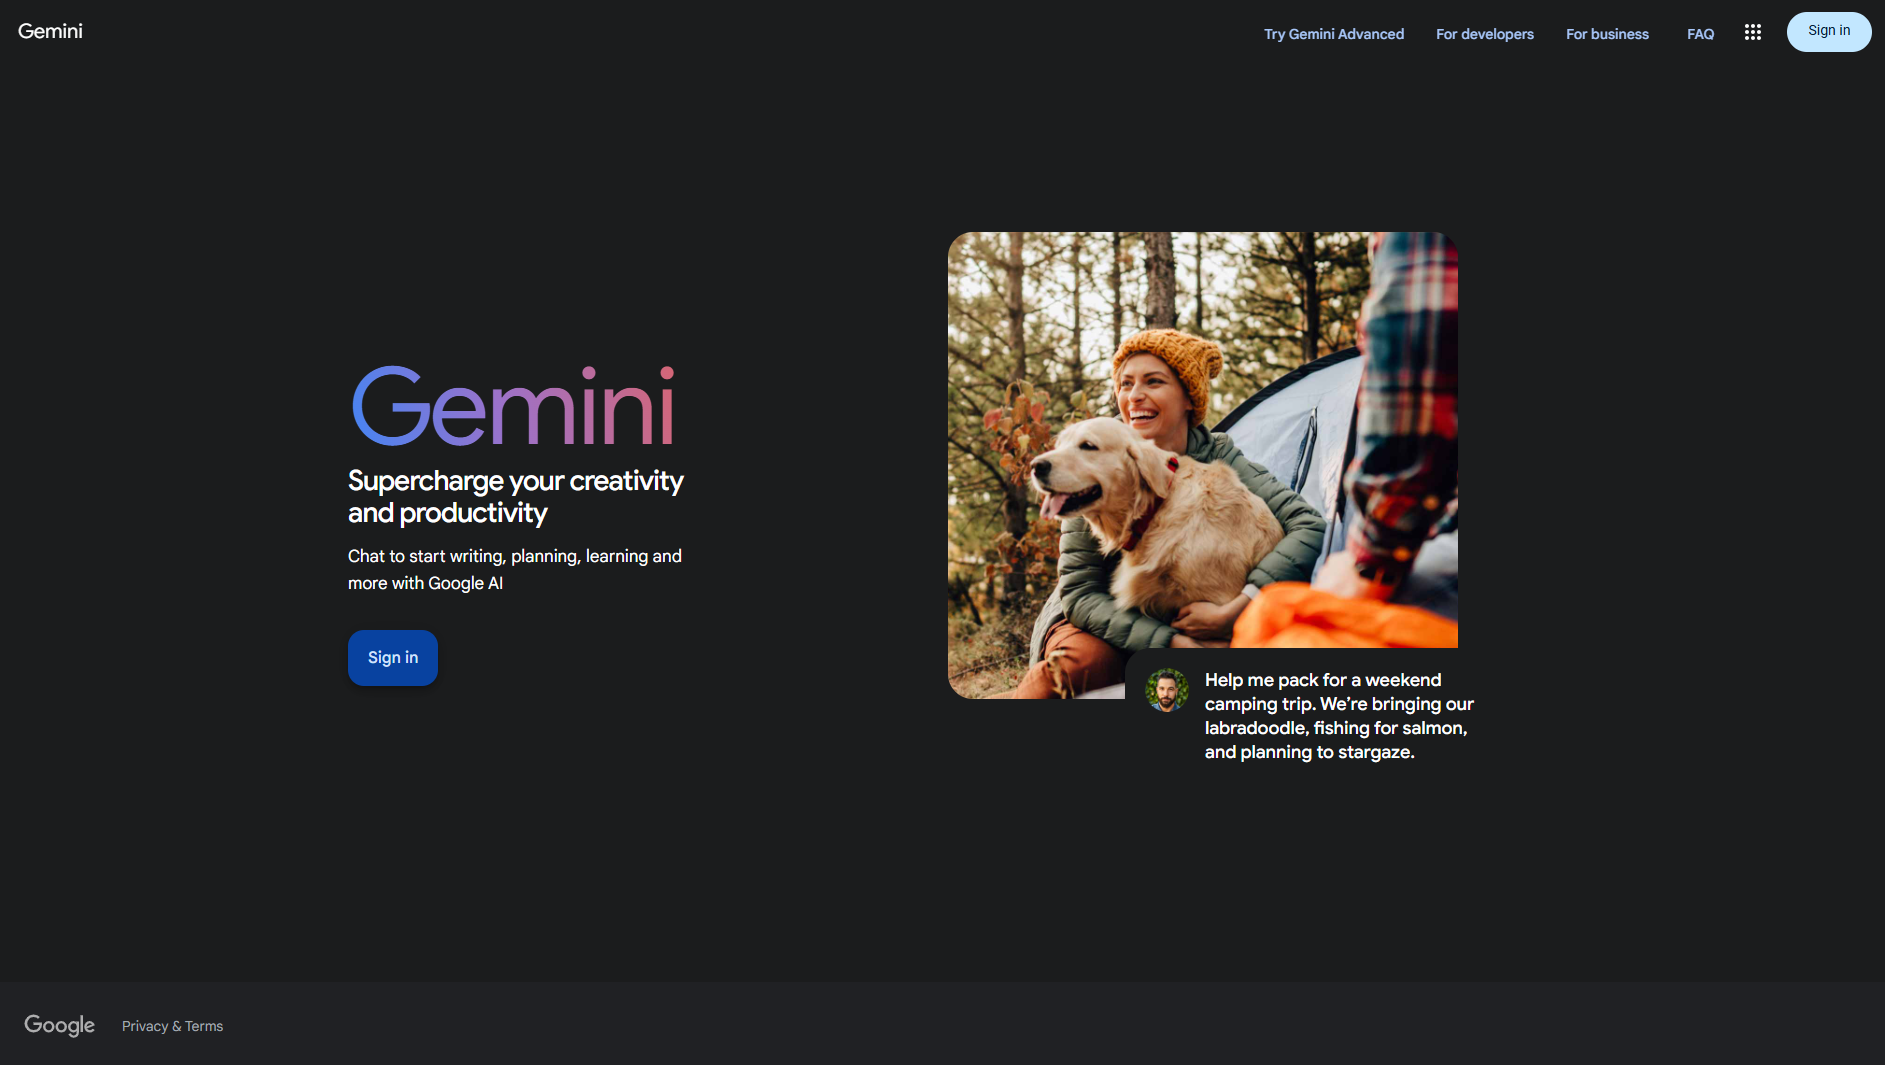 Gemini
Try Gemini Advanced
For developers
For business
FAQ
Sign in
Gemini
Supercharge your creativity
and productivity
Chat to start writing, planning, learning and
more with Google AI
Sign in
Help me pack for a weekend
camping trip. We’re bringing our
labradoodle, fishing for salmon,
and planning to stargaze.
Google
Privacy & Terms